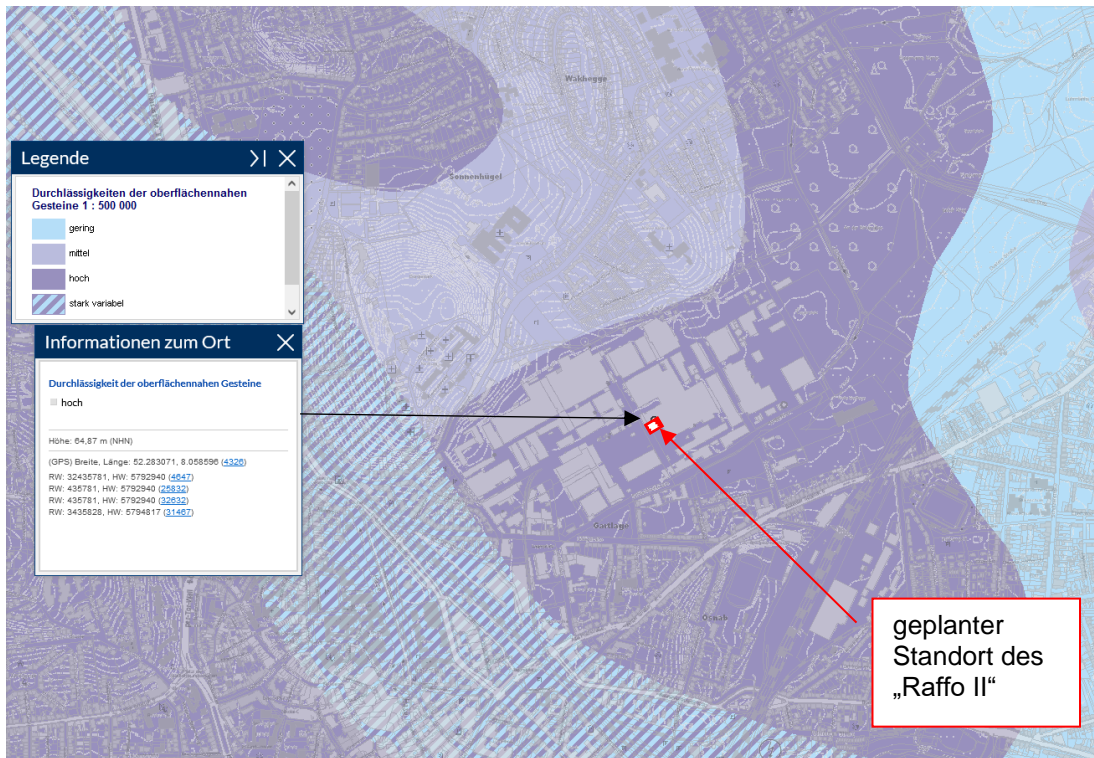 Wakhegge
Sonnenhügel
Legende
Durchlässigkeiten der oberflächennahen
Gesteine 1 : 500 000
gering
mittel
hoch
stark variabel
Informationen zum Ort
Durchlässigkeit der oberflächennahen Gesteine
hoch
Höhe: 64,87 m (NHN)
(GPS) Breite, Länge: 52.283071, 8.058596 (4326)
RW: 32435781, HW: 5792940 (4647)
RW: 435781, HW: 5792940 (25832)
RW: 435781, HW: 5792940 (32632)
RW: 3435828, HW: 5794817 (31467)
Gartlage
Osnab
geplanter
Standort des
„Raffo II“